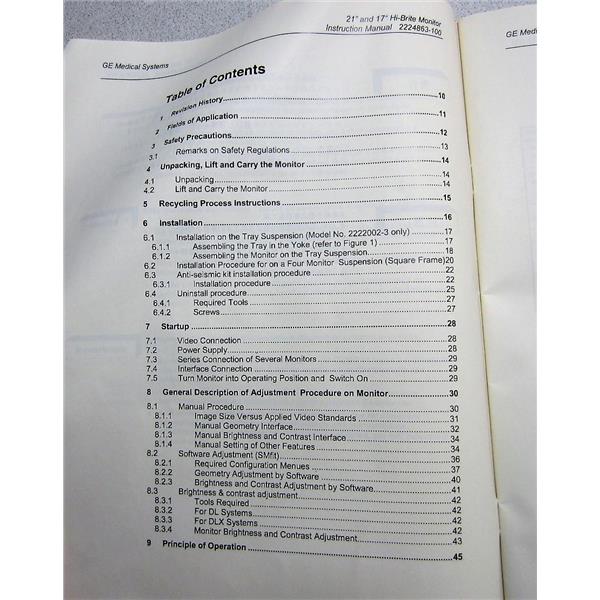 21" and 17" Hi-Brite Monitor
Instruction Manual 2224863-100
GE Medical Systems
Table of Contents
1 Revision History 10
2 Fields of Application 11
3 Safety Precautions 12
3.1 Remarks on Safety Regulations 13
4 Unpacking, Lift and Carry the Monitor 14
4.1 Unpacking 14
4.2 Lift and Carry the Monitor 14
5 Recycling Process Instructions 15
6 Installation 16
6.1 Installation on the Tray Suspension (Model No. 2222002-3 only) 17
6.1.1 Assembling the Tray in the Yoke (refer to Figure 1) 17
6.1.2 Assembling the Monitor on the Tray Suspension 18
6.2 Installation Procedure for on a Four Monitor Suspension (Square Frame)20
6.3 Anti-seismic kit installation procedure 22
6.3.1 Installation procedure 22
6.4 Uninstall procedure 25
6.4.1 Required Tools 27
6.4.2 Screws 27
7 Startup 28
7.1 Video Connection 28
7.2 Power Supply 28
7.3 Series Connection of Several Monitors 29
7.4 Interface Connection 29
7.5 Turn Monitor into Operating Position and Switch On 29
8 General Description of Adjustment Procedure on Monitor 30
8.1 Manual Procedure 30
8.1.1 Image Size Versus Applied Video Standards 31
8.1.2 Manual Geometry Interface 32
8.1.3 Manual Brightness and Contrast Interface 34
8.1.4 Manual Setting of Other Features 34
8.2 Software Adjustment (SMfit) 36
8.2.1 Required Configuration Menues 37
8.2.2 Geometry Adjustment by Software 40
8.2.3 Brightness and Contrast Adjustment by Software 41
8.3 Brightness & contrast adjustment 42
8.3.1 Tools Required 42
8.3.2 For DL Systems 42
8.3.3 For DLX Systems 42
8.3.4 Monitor Brightness and Contrast Adjustment 43
9 Principle of Operation 45
GE Medi